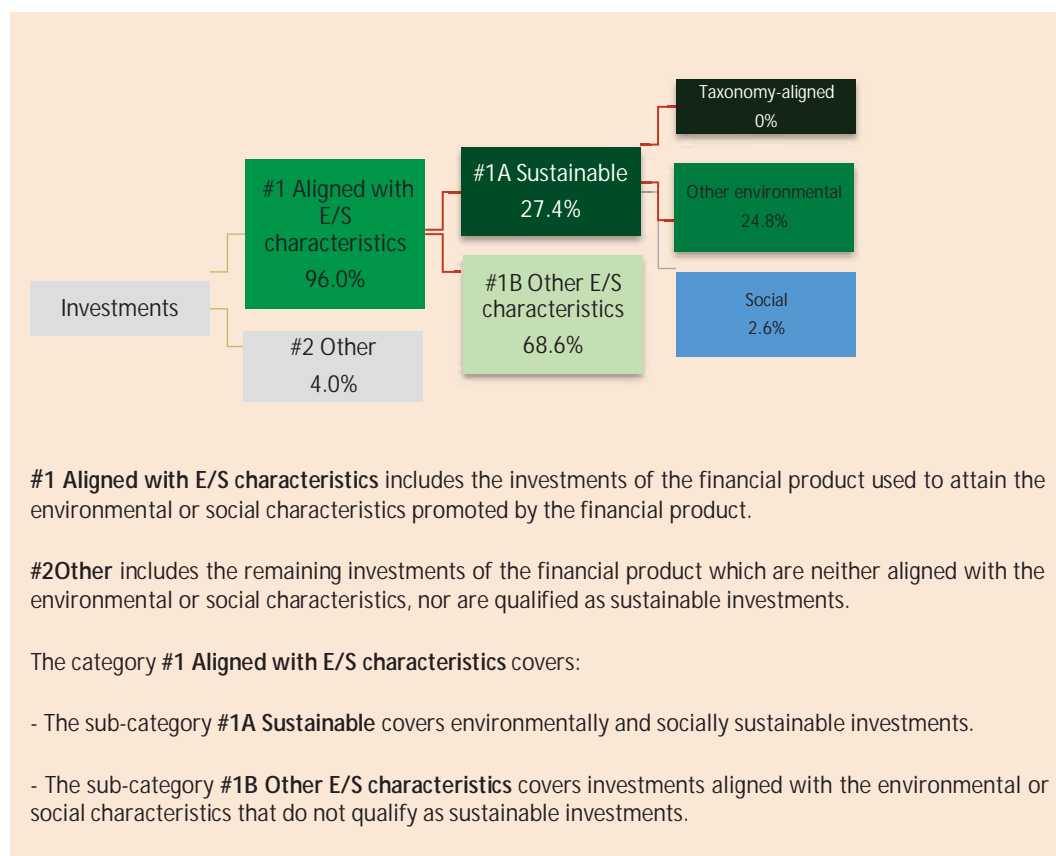 Taxonomy-aligned
0%
#1 Aligned with
E/S
characteristics
96.0%
#1A Sustainable
27.4%
Other environmental
24.8%
Investments
#1B Other E/S
characteristics
68.6%
Social
2.6%
#2 Other
4.0%
#1 Aligned with E/S characteristics includes the investments of the financial product used to attain the
environmental or social characteristics promoted by the financial product.
#2Other includes the remaining investments of the financial product which are neither aligned with the
environmental or social characteristics, nor are qualified as sustainable investments.
The category #1 Aligned with E/S characteristics covers:
- The sub-category #1A Sustainable covers environmentally and socially sustainable investments.
- The sub-category #1B Other E/S characteristics covers investments aligned with the environmental or
social characteristics that do not qualify as sustainable investments.